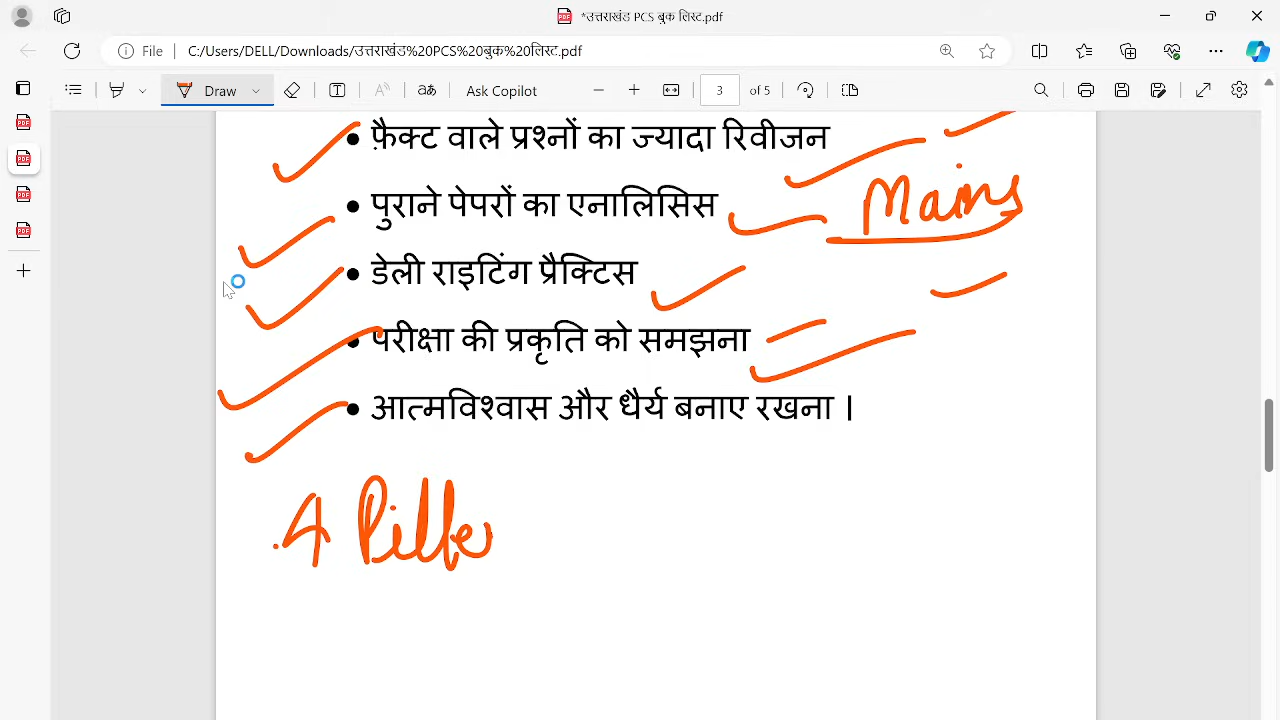 *उत्तराखंड PCS बुक लिस्ट.pdf
File C:/Users/DELL/Downloads/उत्तराखंड%20PCS%20बुक%20लिस्ट.pdf
Draw Ask Copilot 3 of 5
• फ़ैक्ट वाले प्रश्नों का ज्यादा रिवीजन
• पुराने पेपरों का एनालिसिस
Mains
• डेली राइटिंग प्रैक्टिस
• परीक्षा की प्रकृति को समझना
• आत्मविश्वास और धैर्य बनाए रखना ।
4